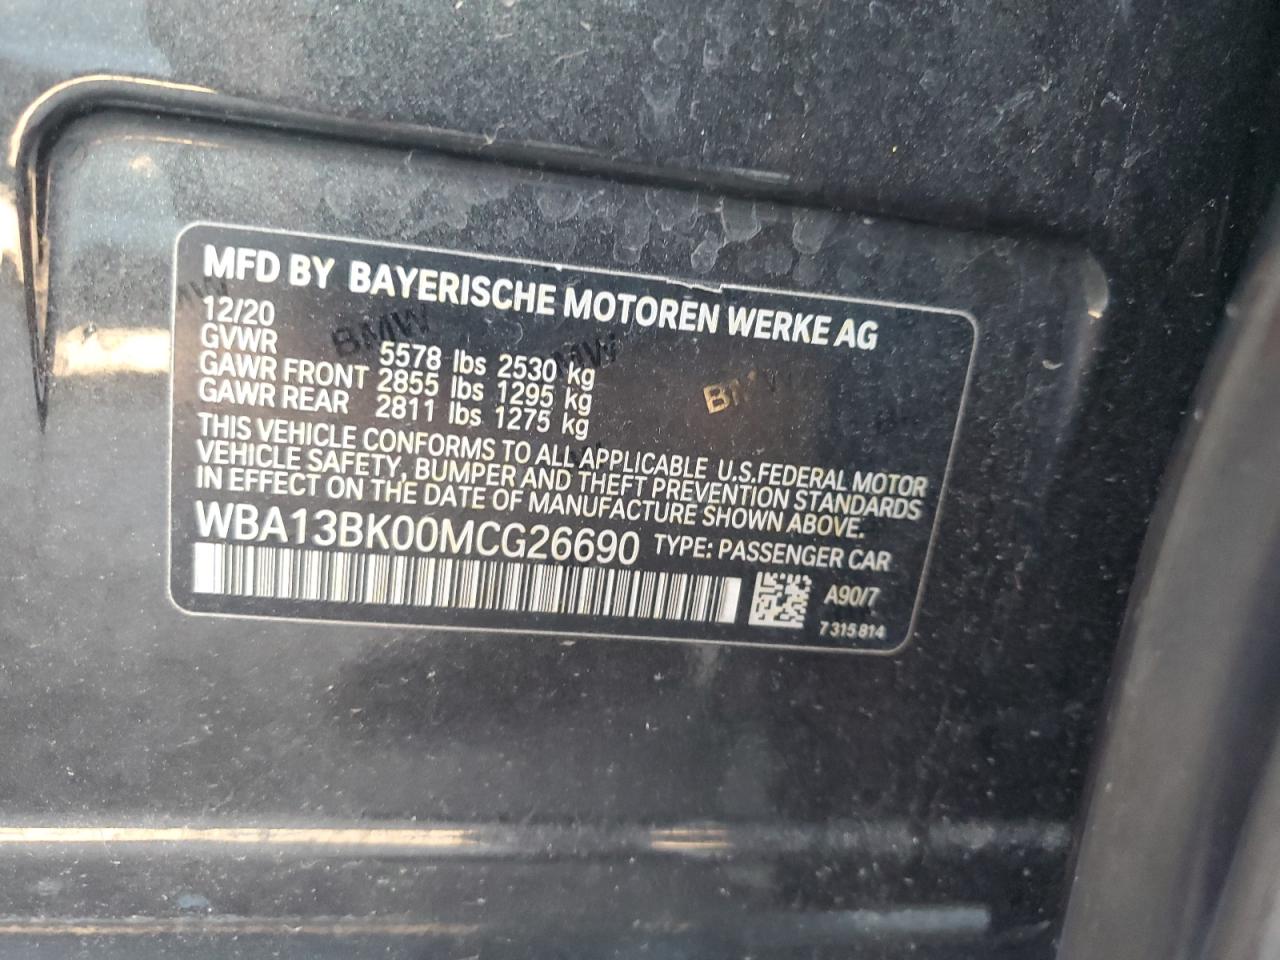 MFD BY BAYERISCHE MOTOREN WERKE AG
12/20
GVWR 5578 lbs 2530 kg
GAWR FRONT 2855 lbs 1295 kg
GAWR REAR 2811 lbs 1275 kg
THIS VEHICLE CONFORMS TO ALL APPLICABLE U.S.FEDERAL MOTOR
VEHICLE SAFETY, BUMPER AND THEFT PREVENTION STANDARDS
IN EFFECT ON THE DATE OF MANUFACTURE SHOWN ABOVE.
WBA13BK00MCG26690 TYPE: PASSENGER CAR
A90/7
7 315 814
BMW
BMW
BMW